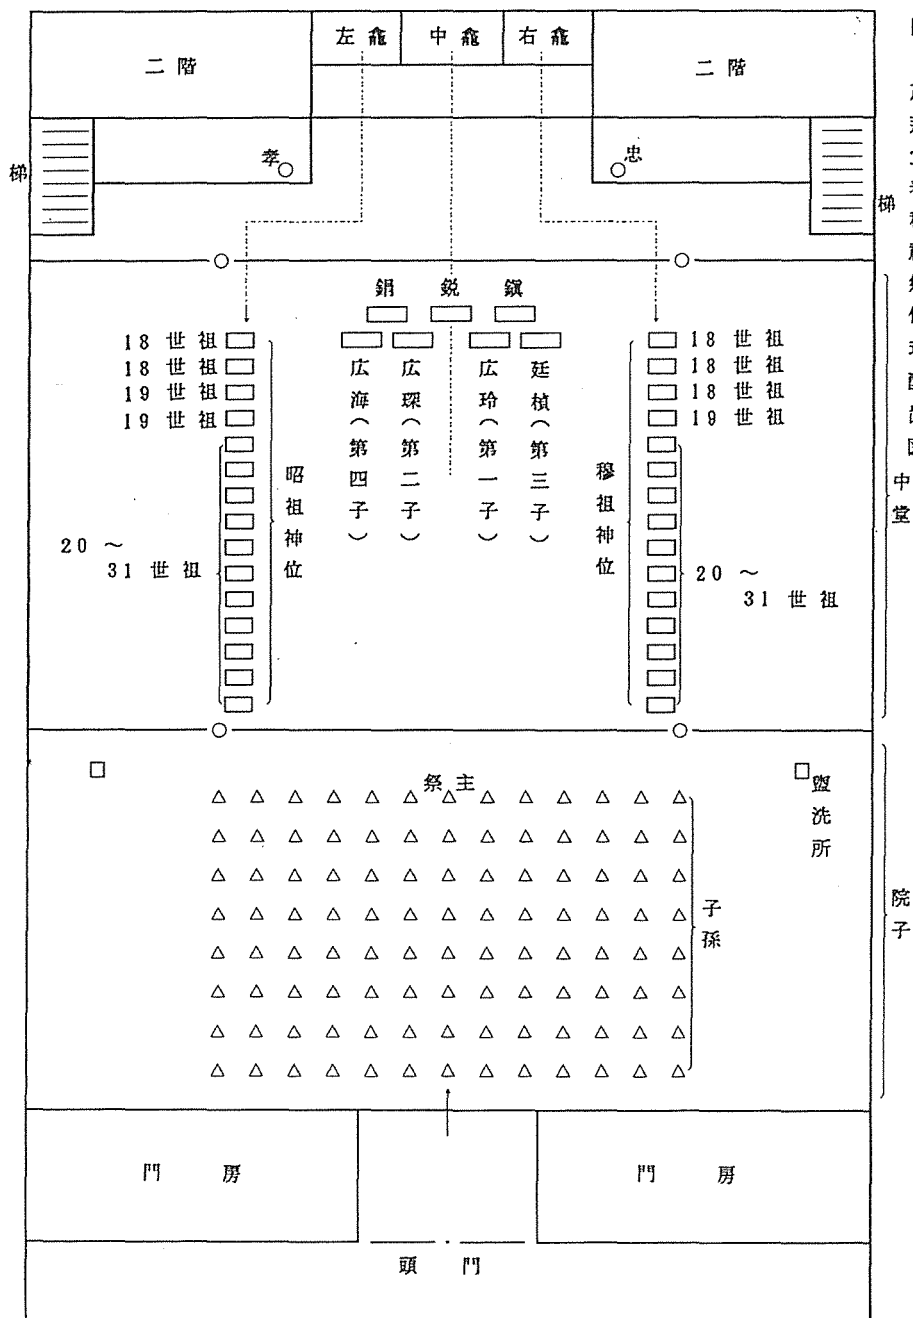 左龕 中龕 右龕
二階
二階
孝
忠
梯
梯
鋗 鋭 鎭
18世祖
18世祖
19世祖
19世祖
20～
31世祖
昭祖神位
広海（第四子）
広琛（第二子）
広玲（第一子）
廷楨（第三子）
穆祖神位
18世祖
18世祖
18世祖
19世祖
20～
31世祖
中堂
祭主
盥洗所
子孫
院子
門房
門房
頭門